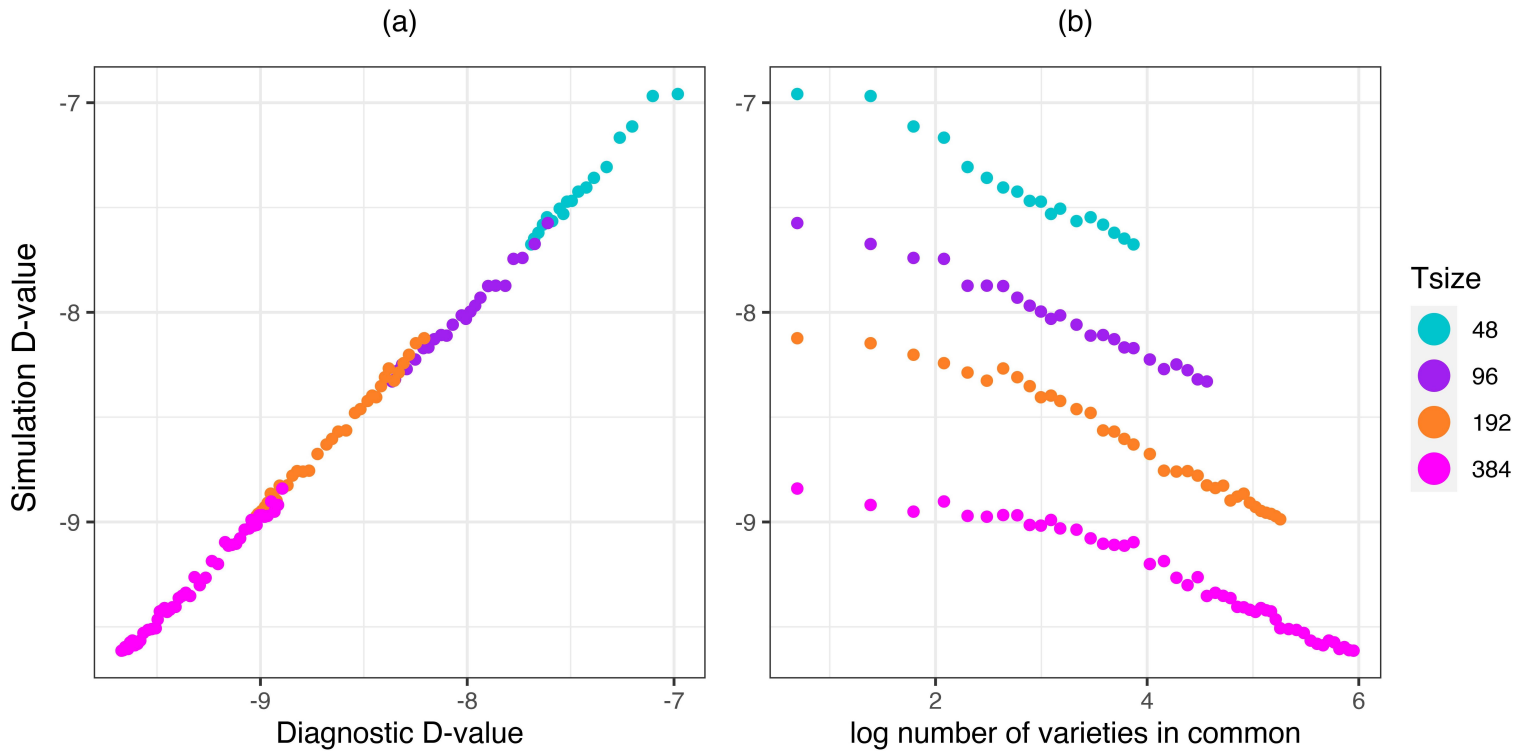 (a)
(b)
Simulation D-value
-7
-8
-9
-9
-8
-7
Diagnostic D-value
-7
-8
-9
2
4
6
log number of varieties in common
Tsize
48
96
192
384